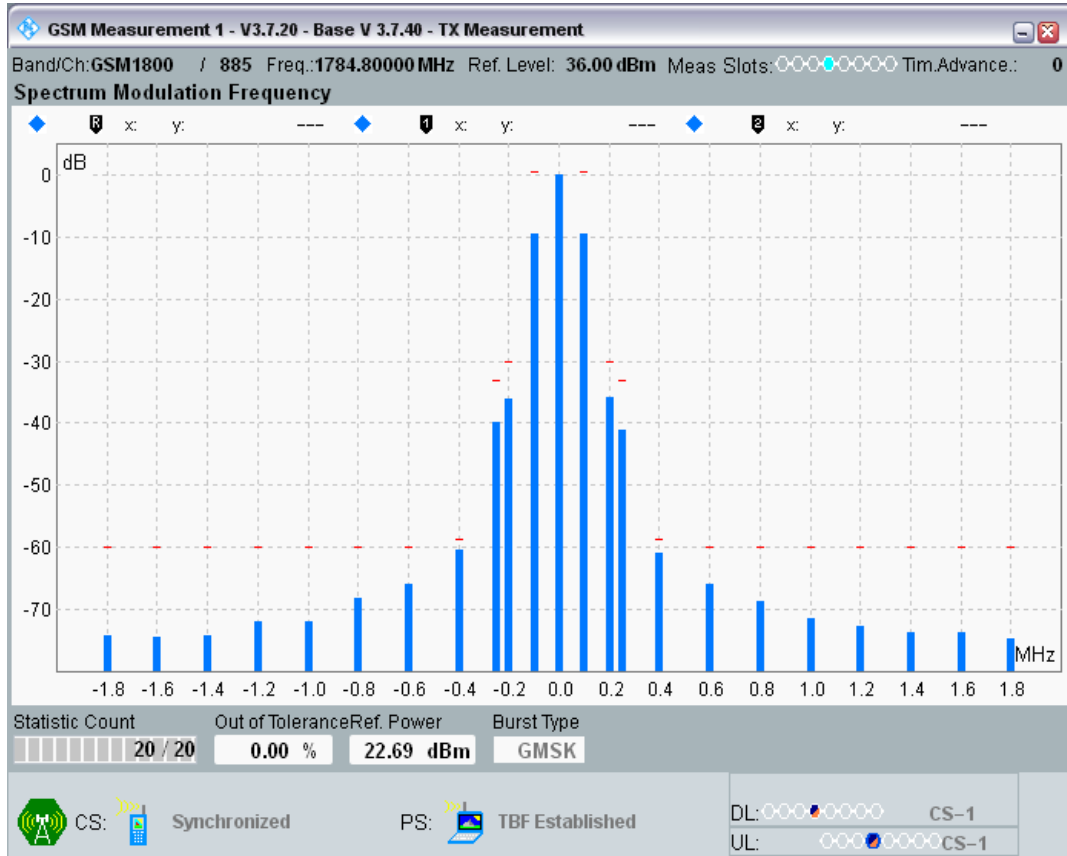 GSM Measurement 1 - V3.7.20 - Base V 3.7.40 - TX Measurement
Band/Ch:GSM1800 / 885 Freq.:1784.80000 MHz Ref. Level: 36.00 dBm Meas Slots: Tim.Advance.: 0
Spectrum Modulation Frequency
R x: y: --- 1 x: y: --- 2 x: y: ---
dB
0
-10
-20
-30
-40
-50
-60
-70
MHz
-1.8 -1.6 -1.4 -1.2 -1.0 -0.8 -0.6 -0.4 -0.2 0.0 0.2 0.4 0.6 0.8 1.0 1.2 1.4 1.6 1.8
Statistic Count Out of Tolerance Ref. Power Burst Type
20 / 20 0.00 % 22.69 dBm GMSK
CS: Synchronized PS: TBF Established
DL: CS-1
UL: CS-1